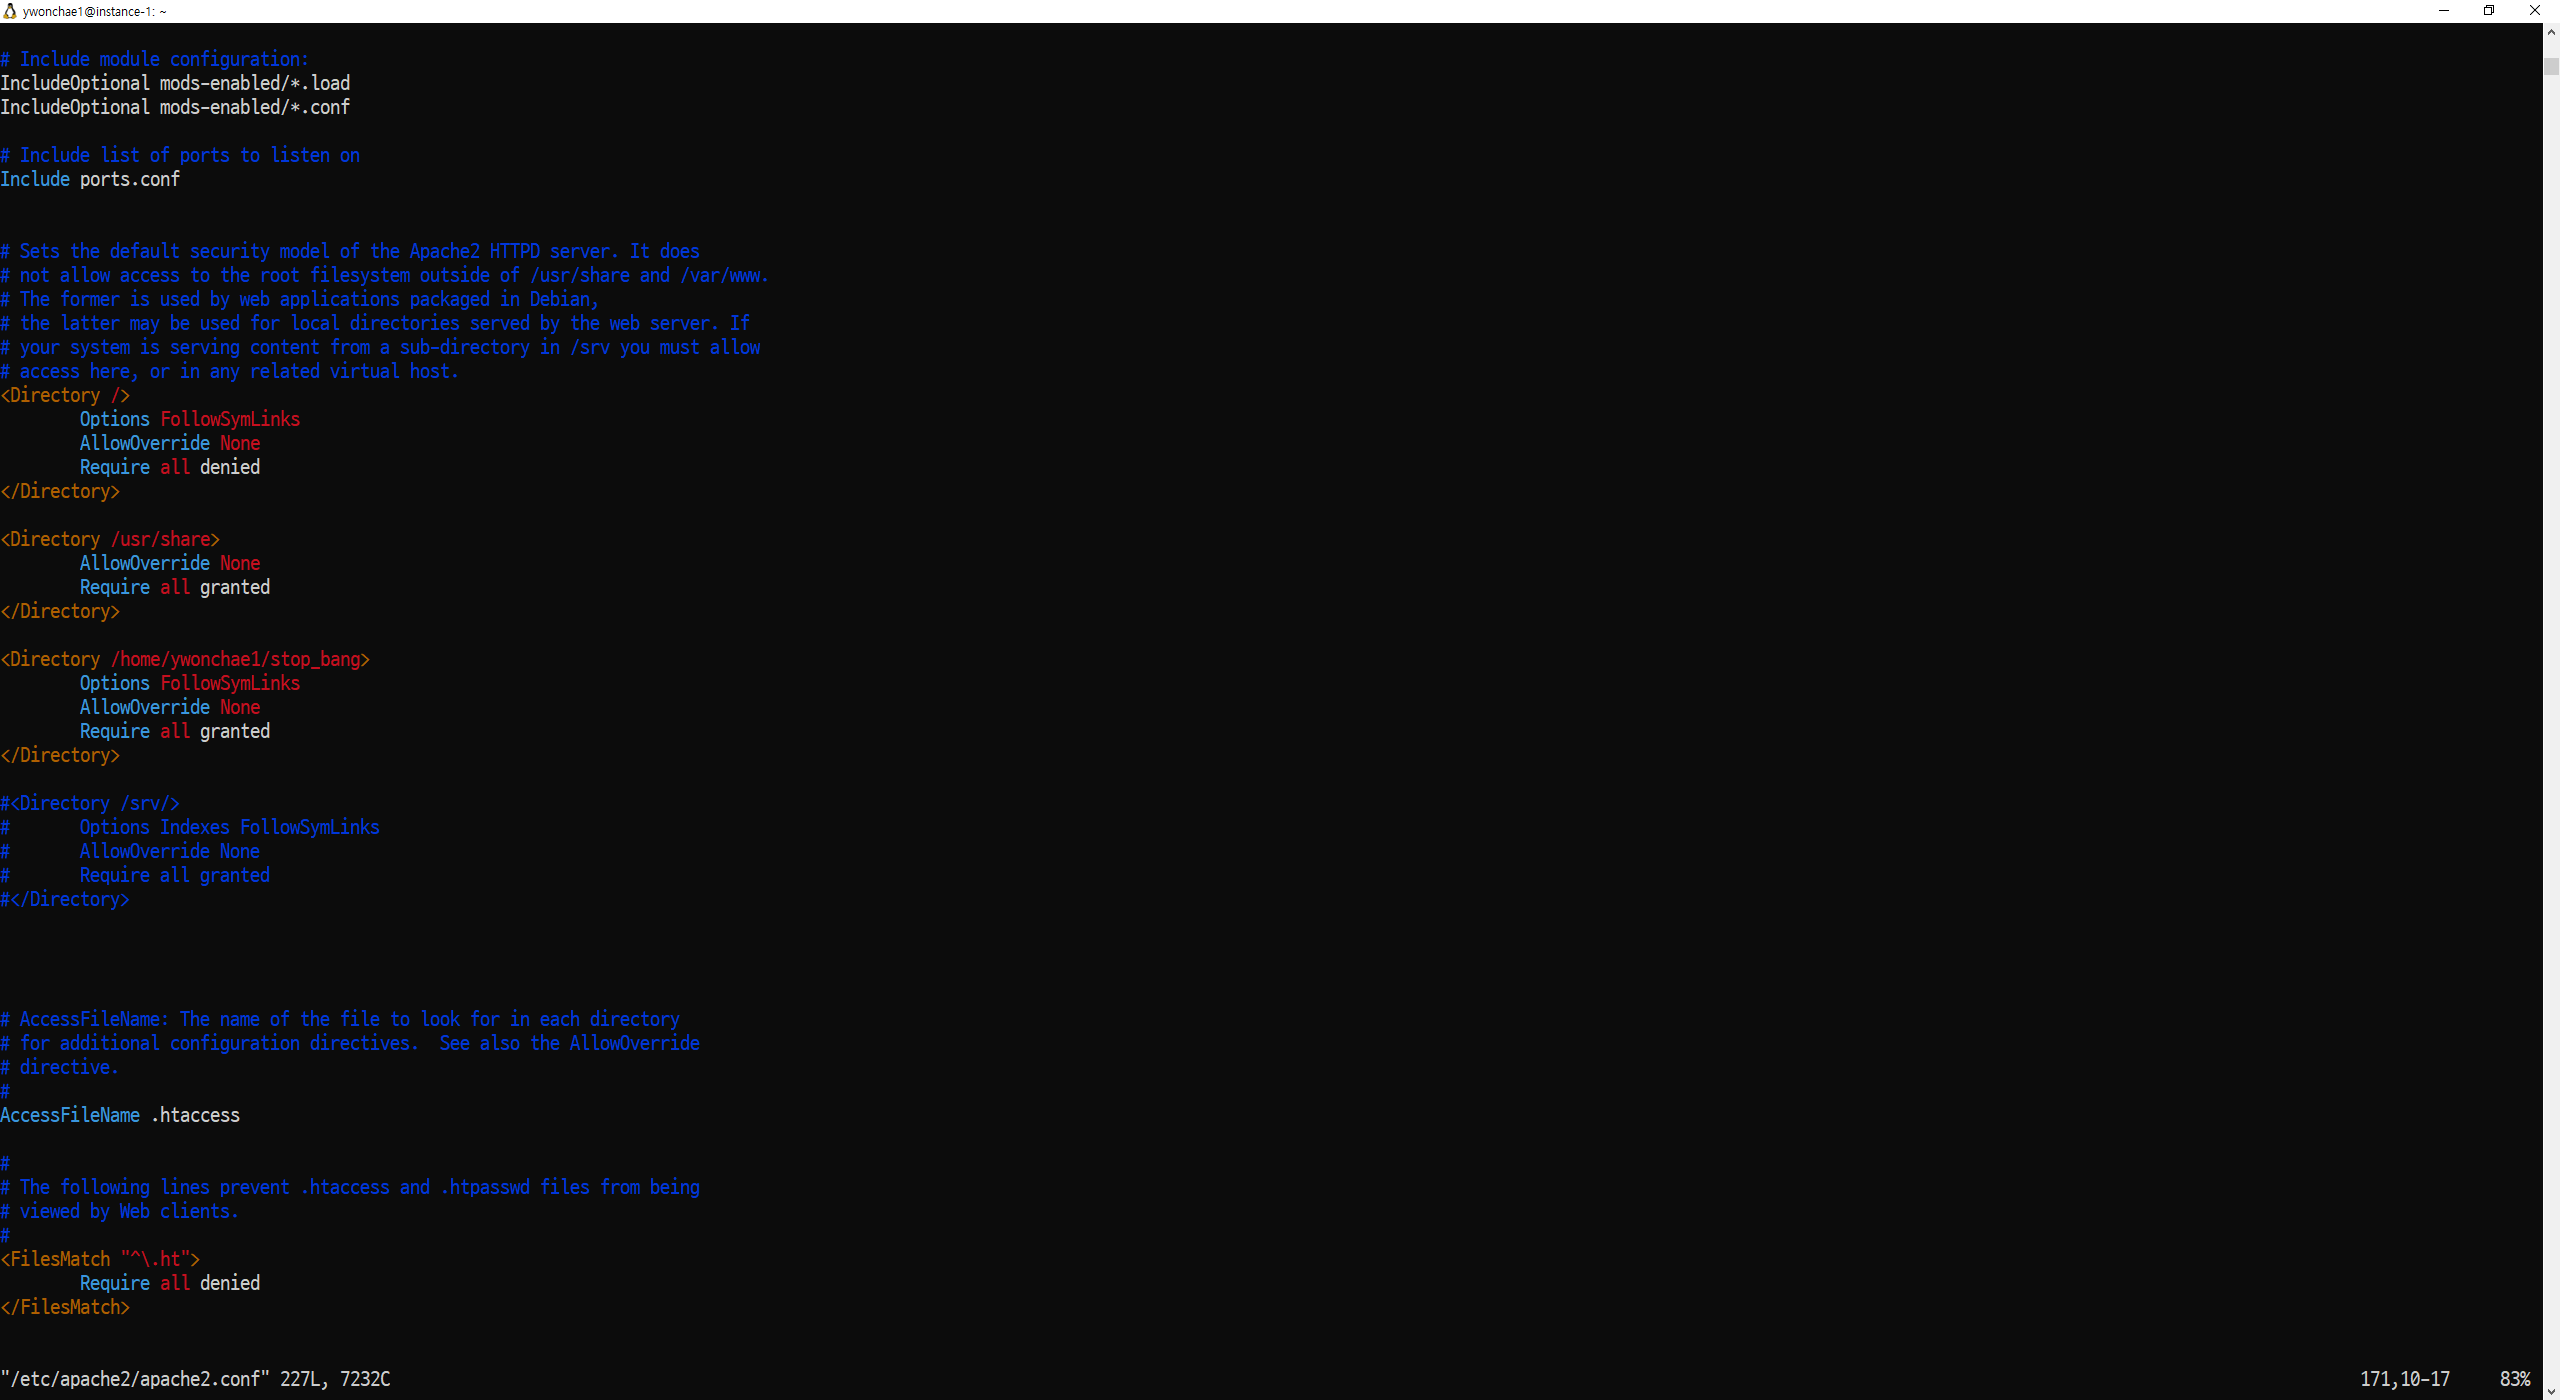 ywonchae1@instance-1: ~
# Include module configuration:
IncludeOptional mods-enabled/*.load
IncludeOptional mods-enabled/*.conf
# Include list of ports to listen on
Include ports.conf
# Sets the default security model of the Apache2 HTTPD server. It does
# not allow access to the root filesystem outside of /usr/share and /var/www.
# The former is used by web applications packaged in Debian,
# the latter may be used for local directories served by the web server. If
# your system is serving content from a sub-directory in /srv you must allow
# access here, or in any related virtual host.
<Directory />
        Options FollowSymLinks
        AllowOverride None
        Require all denied
</Directory>
<Directory /usr/share>
        AllowOverride None
        Require all granted
</Directory>
<Directory /home/ywonchae1/stop_bang>
        Options FollowSymLinks
        AllowOverride None
        Require all granted
</Directory>
#<Directory /srv/>
#       Options Indexes FollowSymLinks
#       AllowOverride None
#       Require all granted
#</Directory>
# AccessFileName: The name of the file to look for in each directory
# for additional configuration directives.  See also the AllowOverride
# directive.
#
AccessFileName .htaccess
#
# The following lines prevent .htaccess and .htpasswd files from being
# viewed by Web clients.
#
<FilesMatch "^\.ht">
        Require all denied
</FilesMatch>
"/etc/apache2/apache2.conf" 227L, 7232C 171,10-17 83%